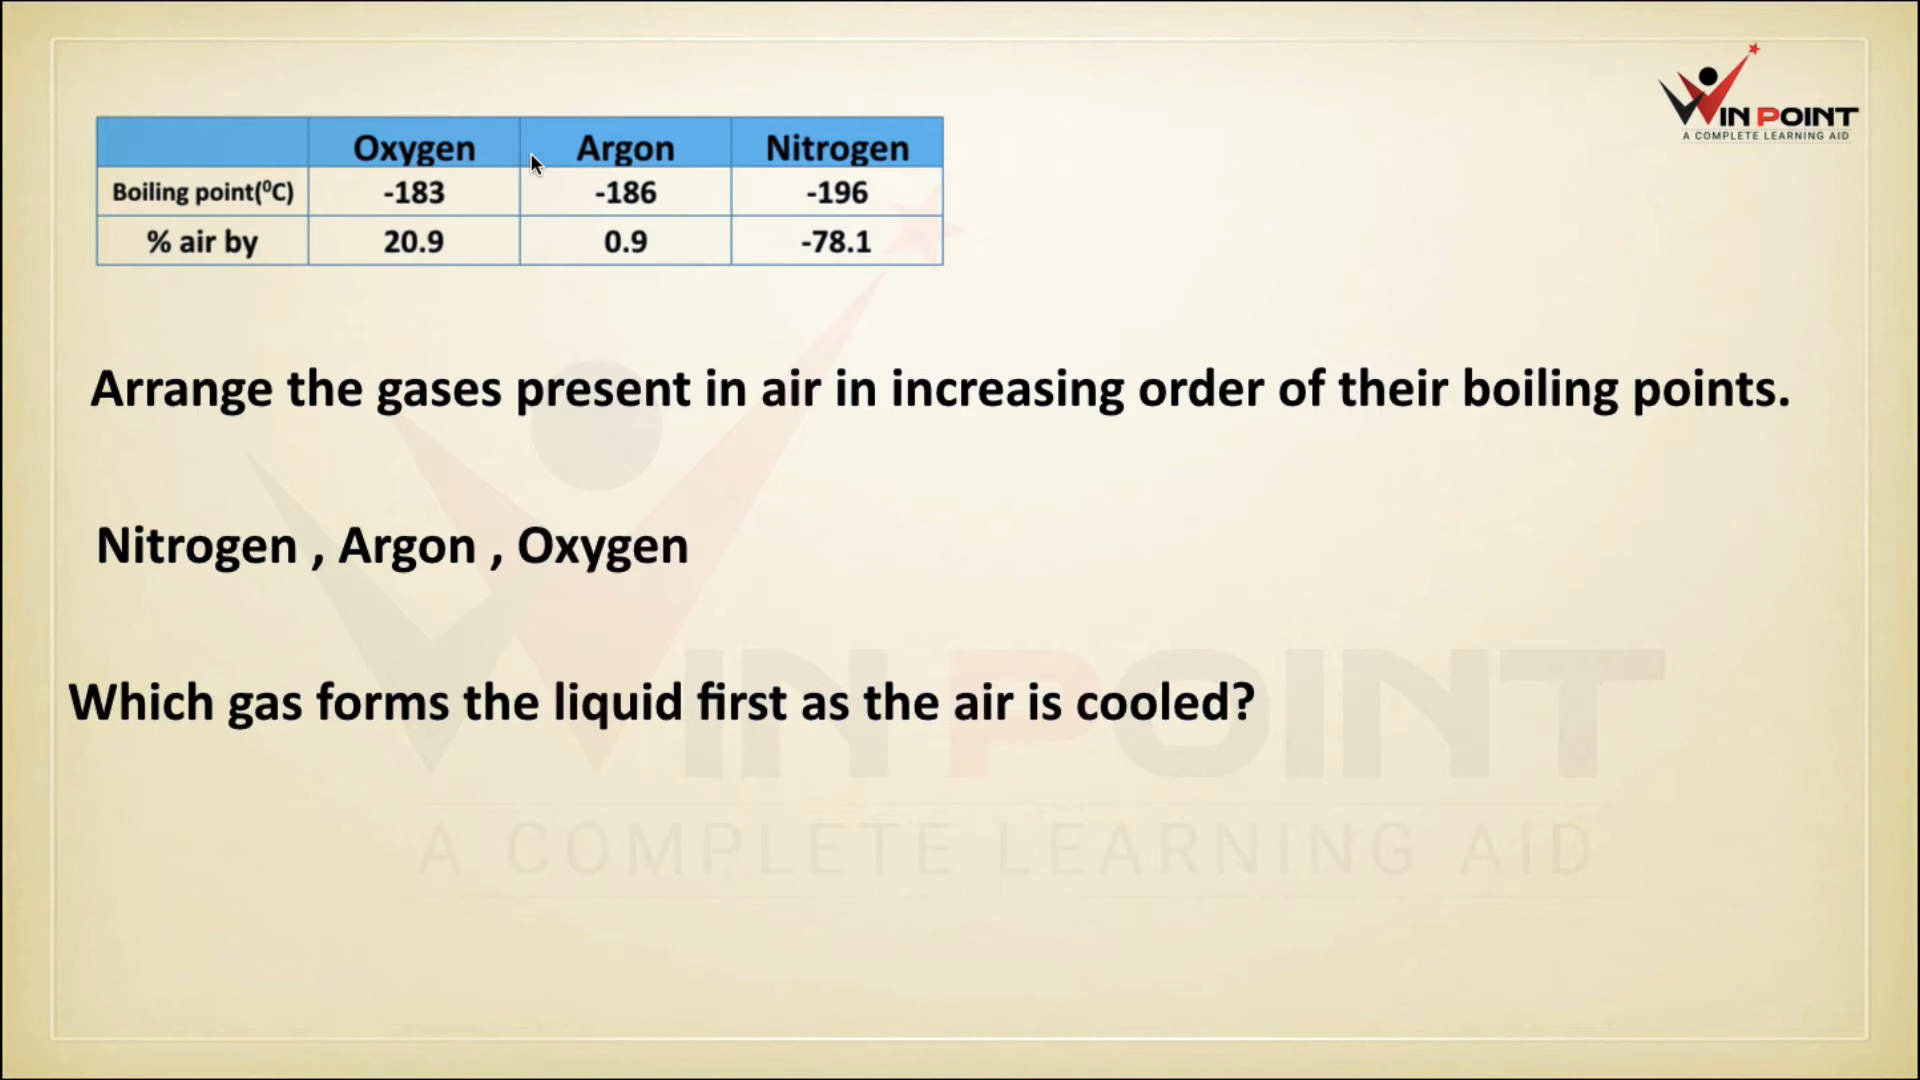 WIN POINT
A COMPLETE LEARNING AID
Oxygen Argon Nitrogen
Boiling point(⁰C) -183 -186 -196
% air by 20.9 0.9 -78.1
Arrange the gases present in air in increasing order of their boiling points.
Nitrogen , Argon , Oxygen
Which gas forms the liquid first as the air is cooled?
WIN POINT
A COMPLETE LEARNING AID